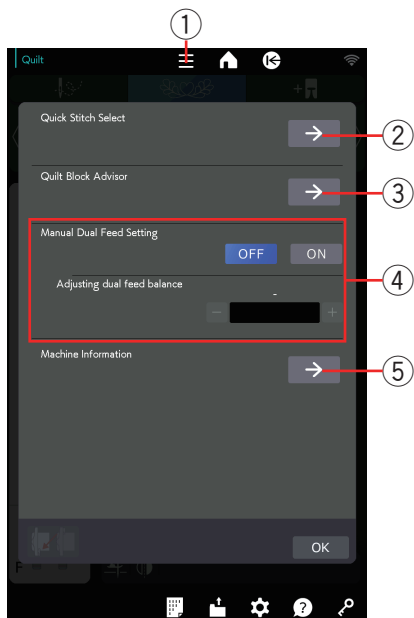 1
Quilt
Quick Stitch Select
2
Quilt Block Advisor
3
Manual Dual Feed Setting
OFF ON
4
Adjusting dual feed balance
-
− +
Machine Information
5
OK
F
?